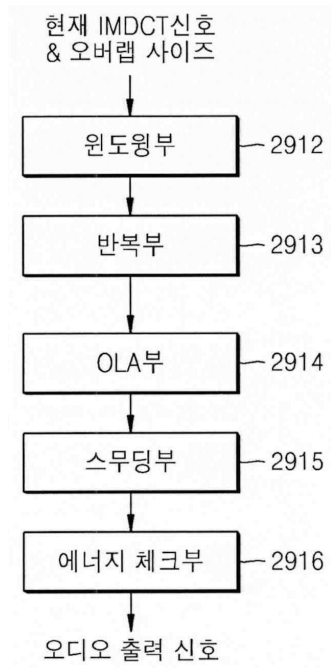 현재 IMDCT신호
& 오버랩 사이즈
윈도윙부 2912
반복부 2913
OLA부 2914
스무딩부 2915
에너지 체크부 2916
오디오 출력 신호